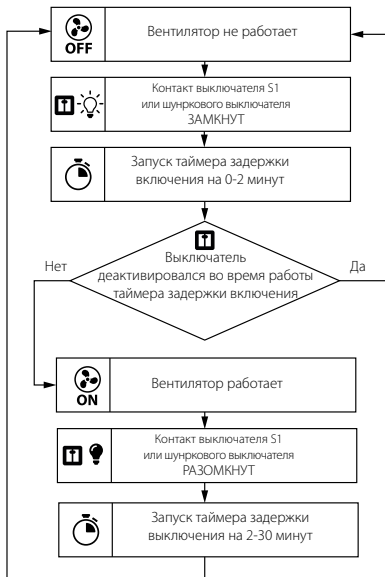 OFF
Вентилятор не работает
Контакт выключателя S1
или шнуркового выключателя
ЗАМКНУТ
Запуск таймера задержки
включения на 0-2 минут
Нет
Выключатель
деактивировался во время работы
таймера задержки включения
Да
ON
Вентилятор работает
Контакт выключателя S1
или шнуркового выключателя
РАЗОМКНУТ
Запуск таймера задержки
выключения на 2-30 минут